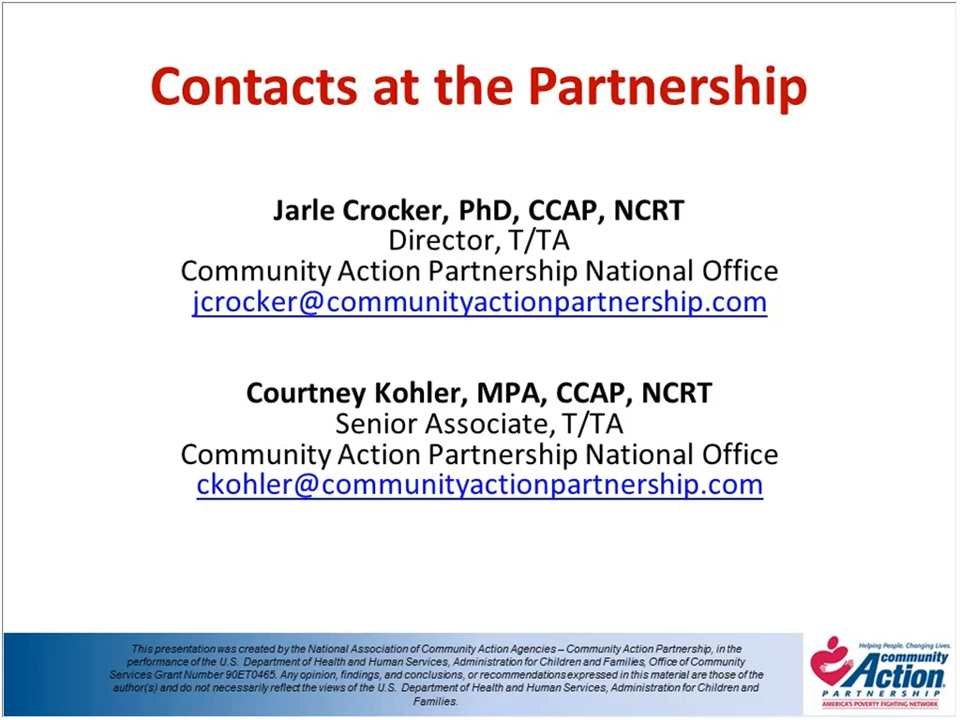 Contacts at the Partnership
Jarle Crocker, PhD, CCAP, NCRT
Director, T/TA
Community Action Partnership National Office
jcrocker@communityactionpartnership.com
Courtney Kohler, MPA, CCAP, NCRT
Senior Associate, T/TA
Community Action Partnership National Office
ckohler@communityactionpartnership.com
This presentation was created by the National Association of Community Action Agencies – Community Action Partnership, in the
performance of the U.S. Department of Health and Human Services, Administration for Children and Families, Office of Community
Services Grant Number 90ET0465. Any opinion, findings, and conclusions, or recommendations expressed in this material are those of the
author(s) and do not necessarily reflect the views of the U.S. Department of Health and Human Services, Administration for Children and
Families.
Helping People. Changing Lives.
community
Action
PARTNERSHIP
AMERICA'S POVERTY FIGHTING NETWORK